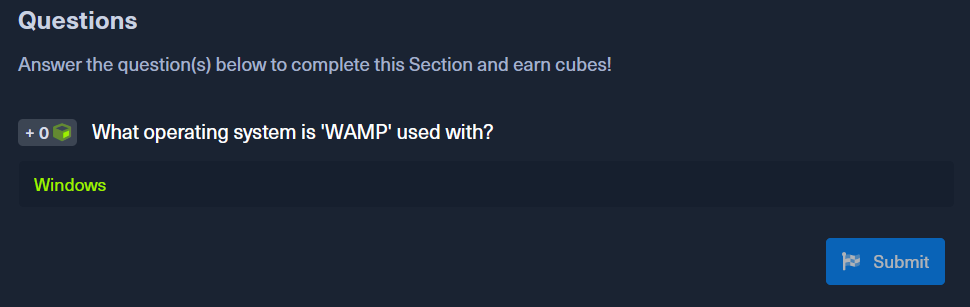 Questions
Answer the question(s) below to complete this Section and earn cubes!
+ 0 What operating system is 'WAMP' used with?
Windows
Submit